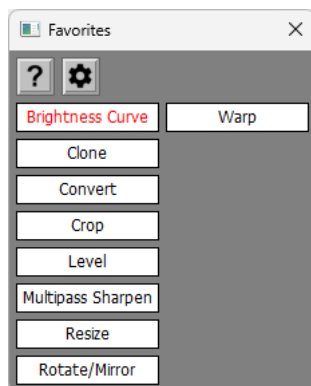 Favorites
?
Brightness Curve
Warp
Clone
Convert
Crop
Level
Multipass Sharpen
Resize
Rotate/Mirror